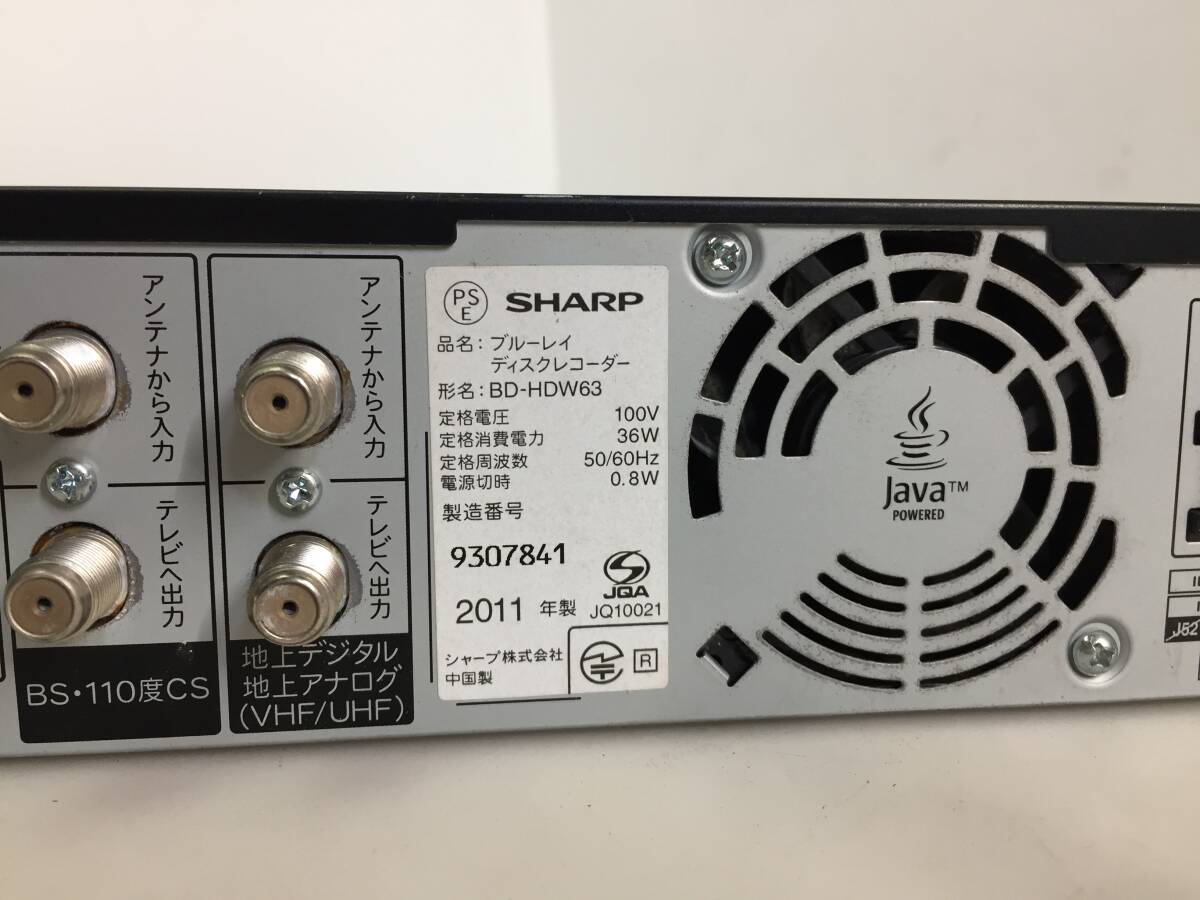 アンテナから入力
テレビへ出力
BS・110度CS
アンテナから入力
テレビへ出力
地上デジタル
地上アナログ
(VHF/UHF)
PS
E
SHARP
品名: ブルーレイ
ディスクレコーダー
形名: BD-HDW63
定格電圧 100V
定格消費電力 36W
定格周波数 50/60Hz
電源切時 0.8W
製造番号
9307841
JQA
2011 年製 JQ10021
シャープ株式会社
中国製
R
Java™
POWERED
J52